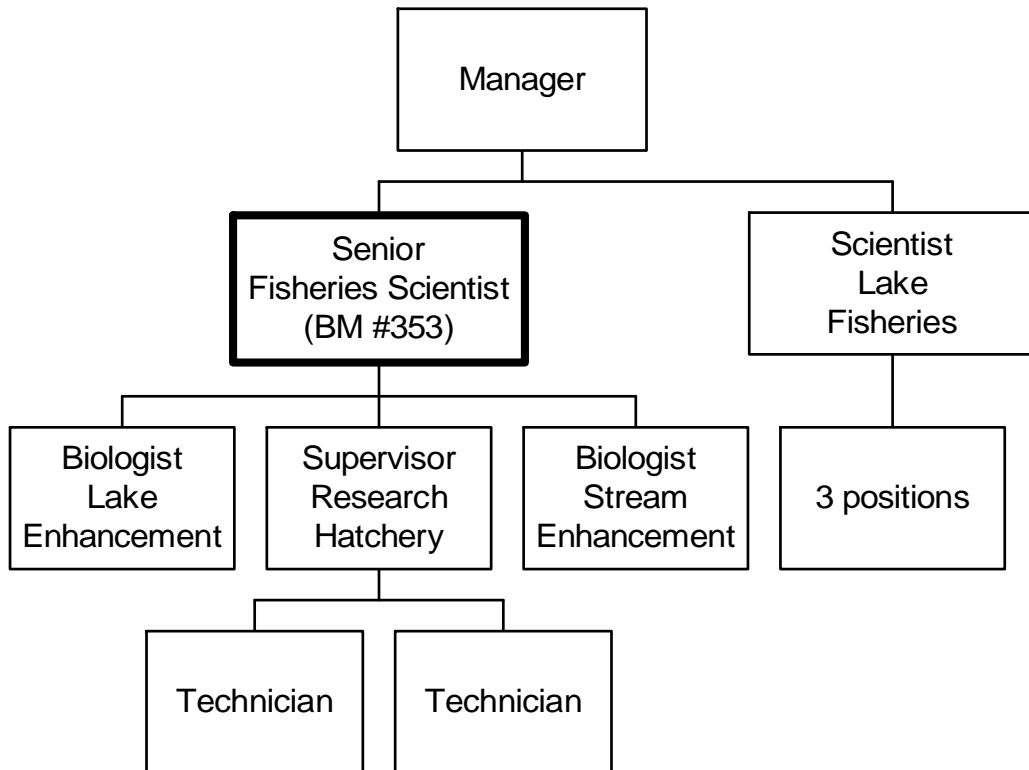 Manager
Senior
Fisheries Scientist
(BM #353)
Scientist
Lake
Fisheries
Biologist
Lake
Enhancement
Supervisor
Research
Hatchery
Biologist
Stream
Enhancement
3 positions
Technician
Technician